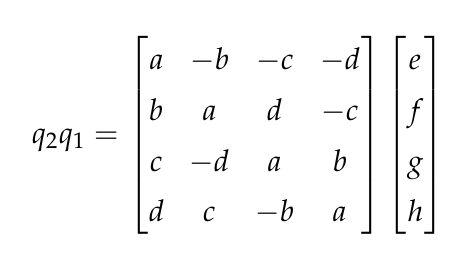 a −b −c −d e
b a d −c f
q₂q₁ =
c −d a b g
d c −b a h